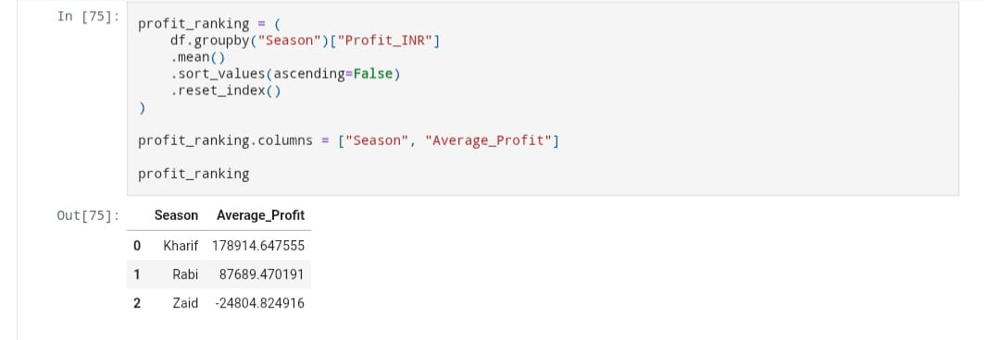 In [75]:
profit_ranking = (
    df.groupby("Season")["Profit_INR"]
    .mean()
    .sort_values(ascending=False)
    .reset_index()
)
profit_ranking.columns = ["Season", "Average_Profit"]
profit_ranking
Out[75]:
Season Average_Profit
0 Kharif 178914.647555
1 Rabi 87689.470191
2 Zaid -24804.824916